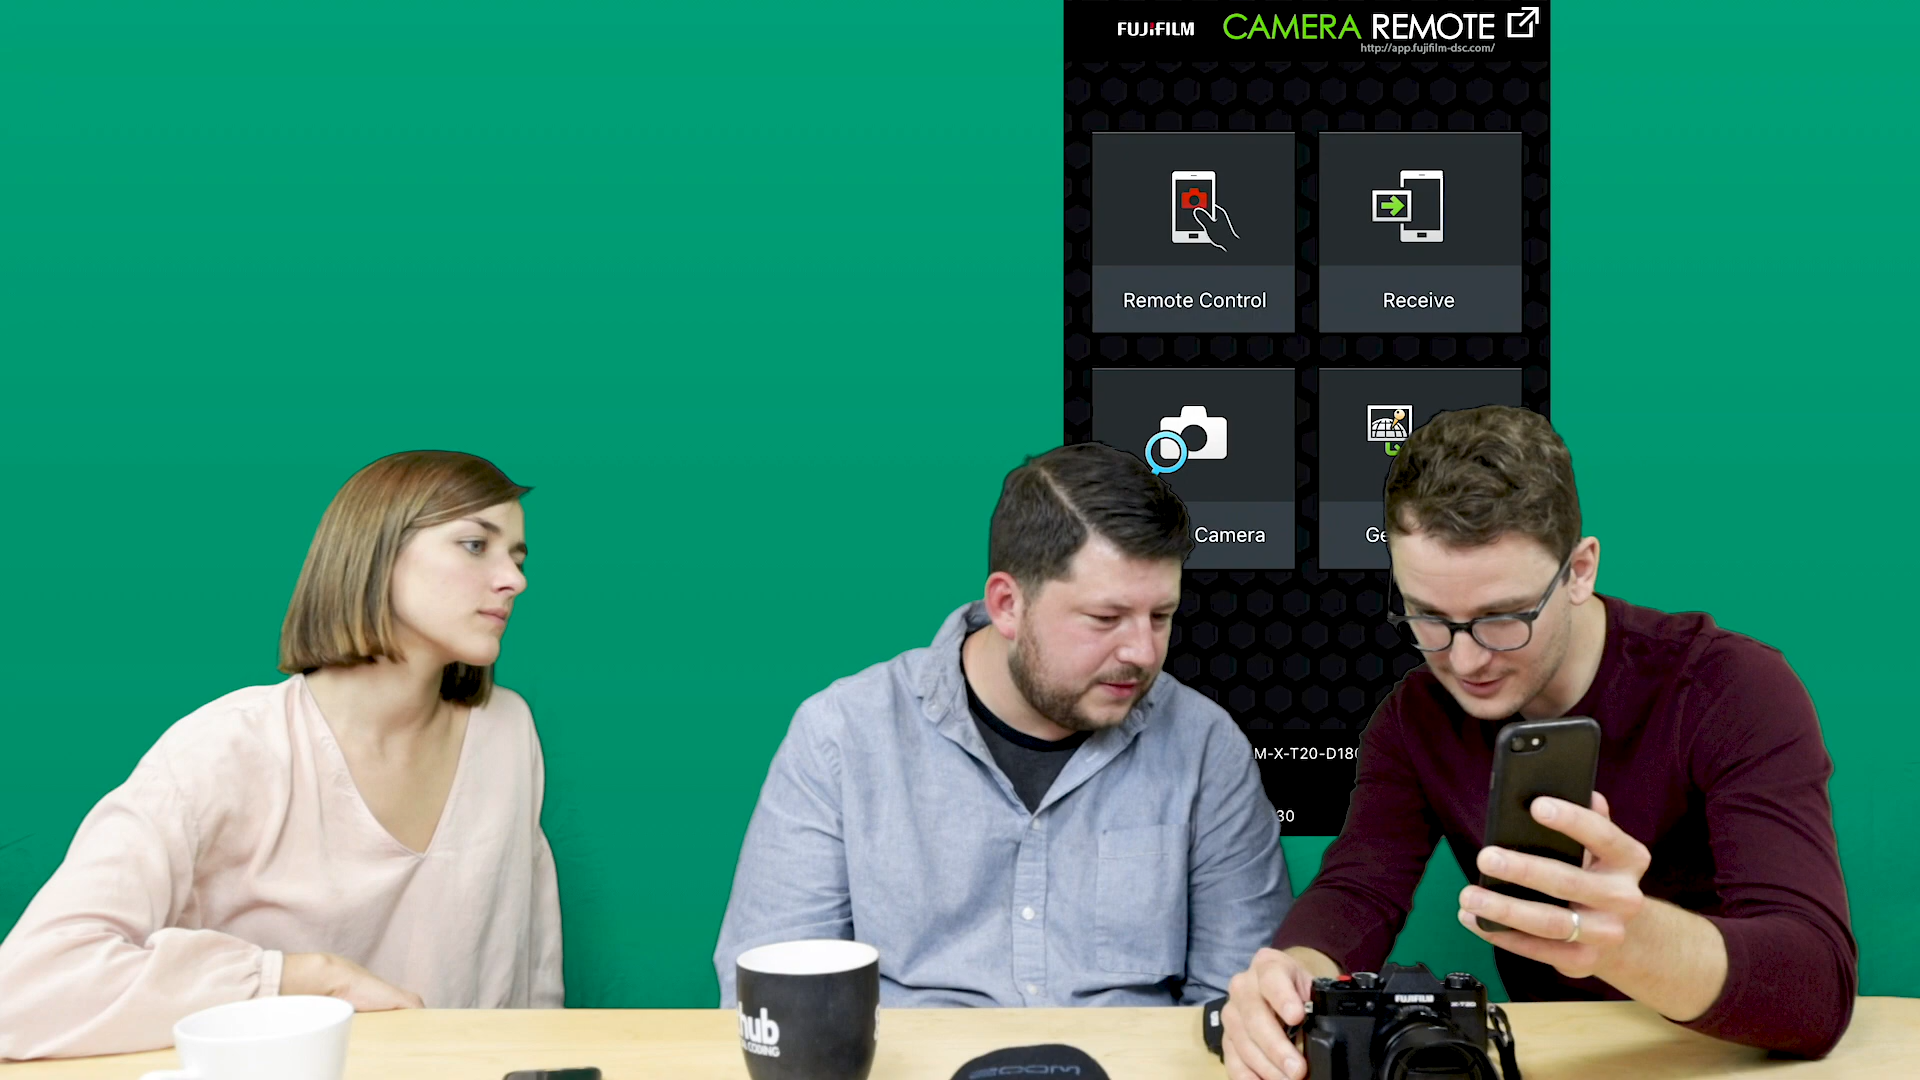 FUJIFILM CAMERA REMOTE
http://app.fujifilm-dsc.com/
Remote Control
Receive
Camera
Ge
M-X-T20-D18
30
hub
CODING
ZOOM
FUJIFILM X-T20